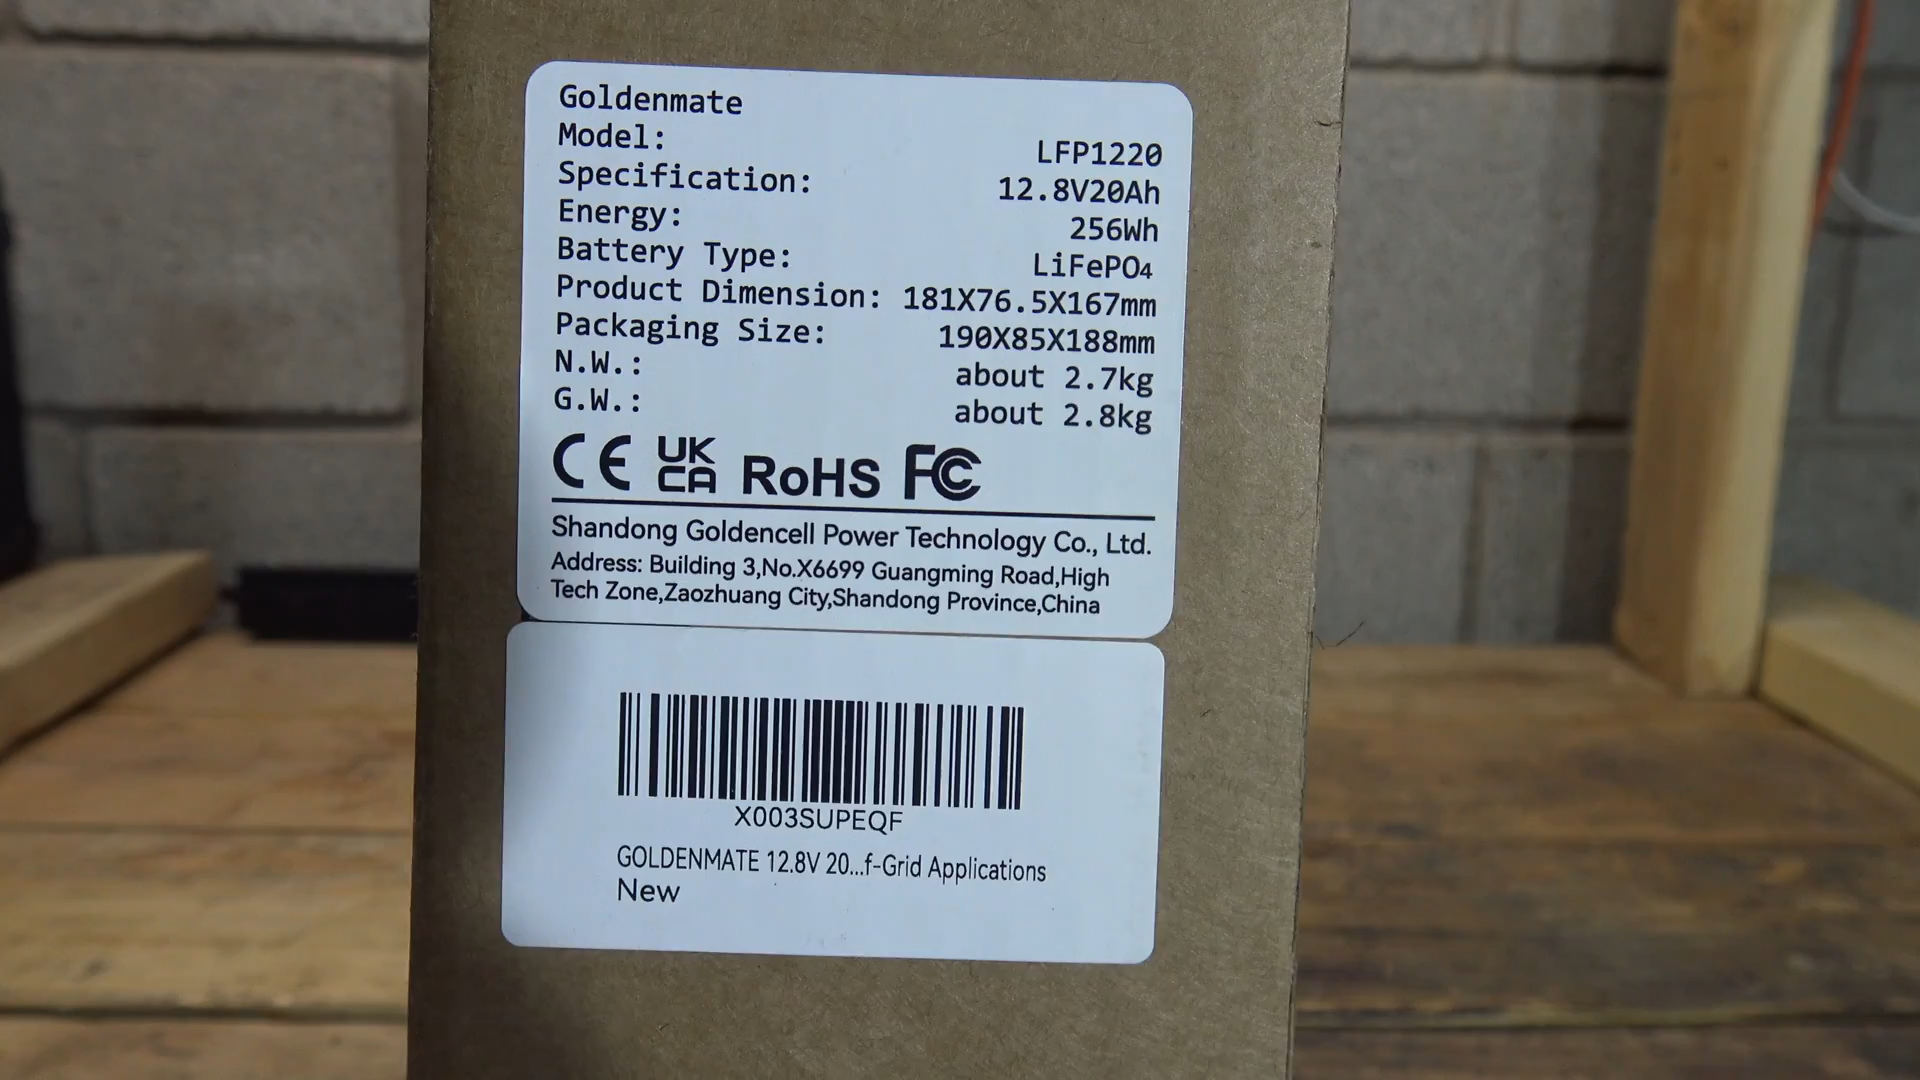 Goldenmate
Model: LFP1220
Specification: 12.8V20Ah
Energy: 256Wh
Battery Type: LiFePO₄
Product Dimension: 181X76.5X167mm
Packaging Size: 190X85X188mm
N.W.: about 2.7kg
G.W.: about 2.8kg
CE UK CA RoHS FC
Shandong Goldencell Power Technology Co., Ltd.
Address: Building 3,No.X6699 Guangming Road,High
Tech Zone,Zaozhuang City,Shandong Province,China
X003SUPEQF
GOLDENMATE 12.8V 20...f-Grid Applications
New